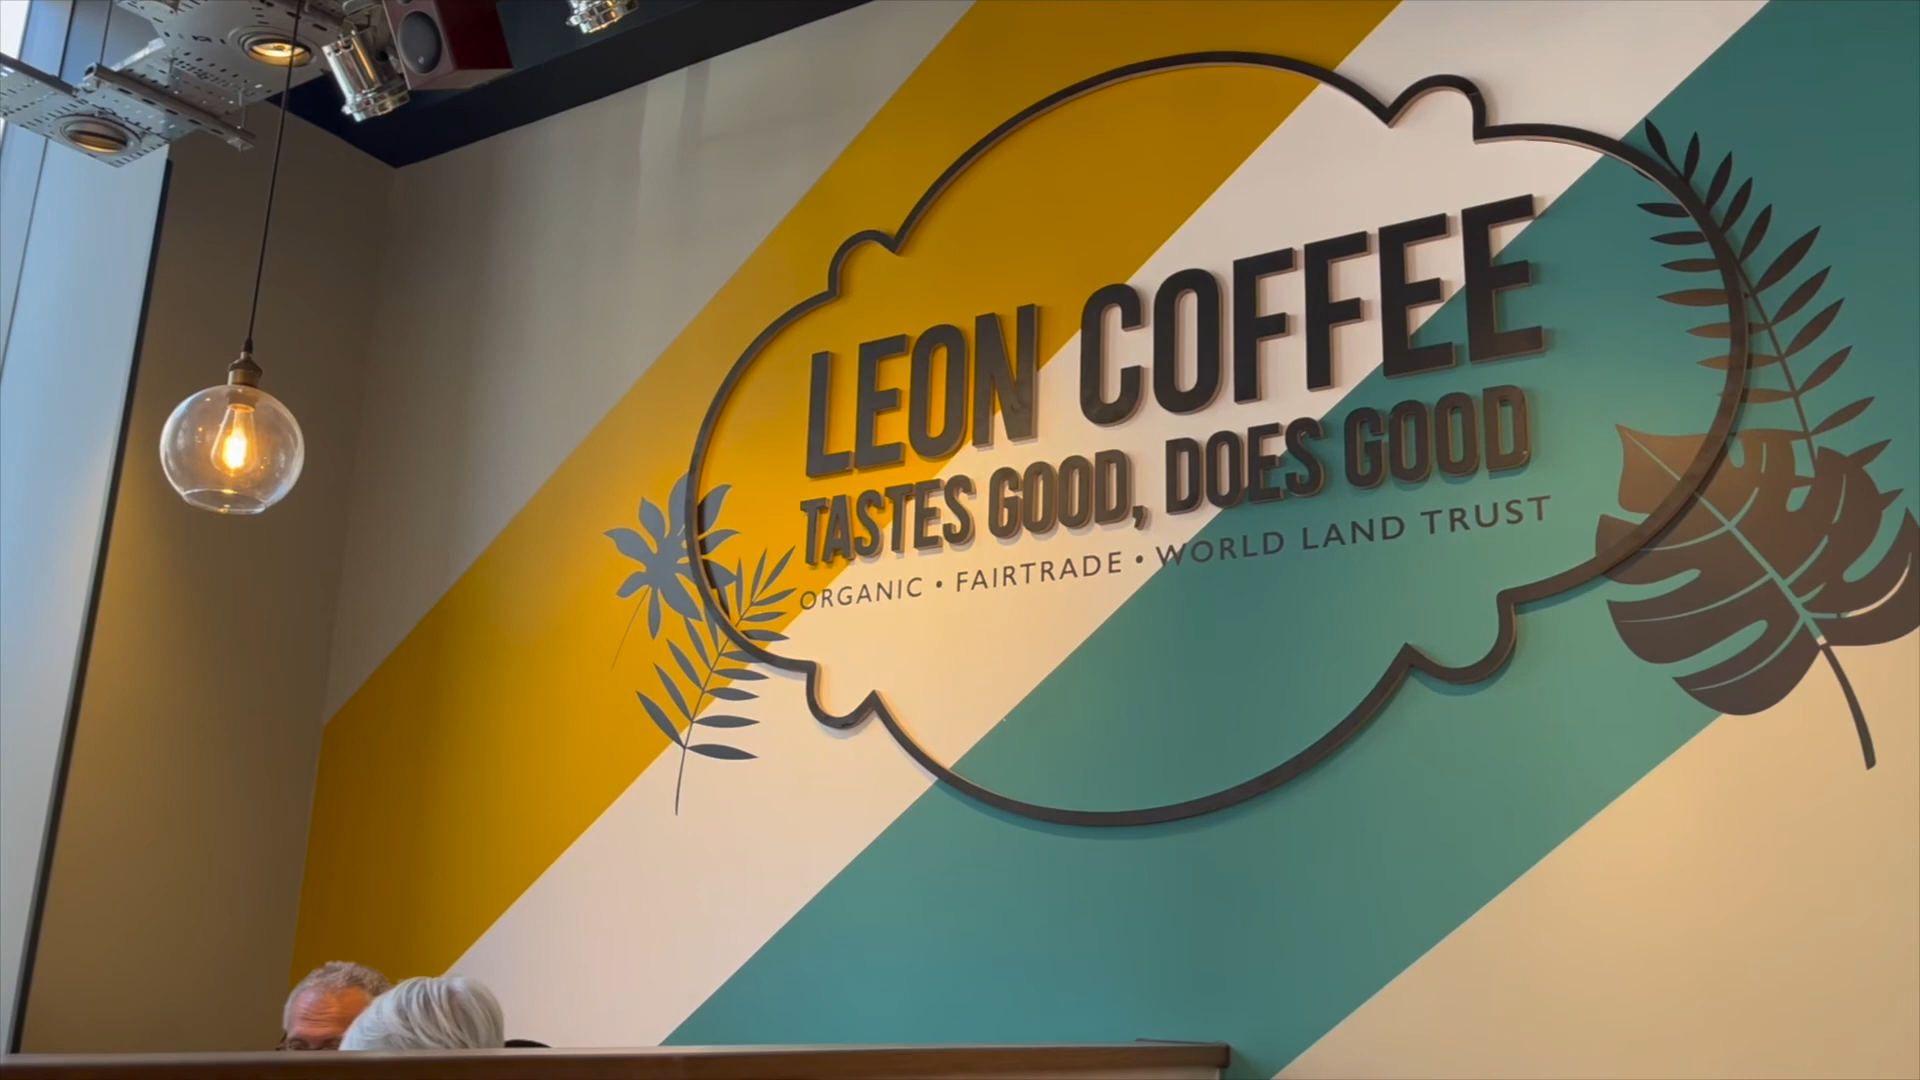 LEON COFFEE
TASTES GOOD, DOES GOOD
ORGANIC • FAIRTRADE • WORLD LAND TRUST